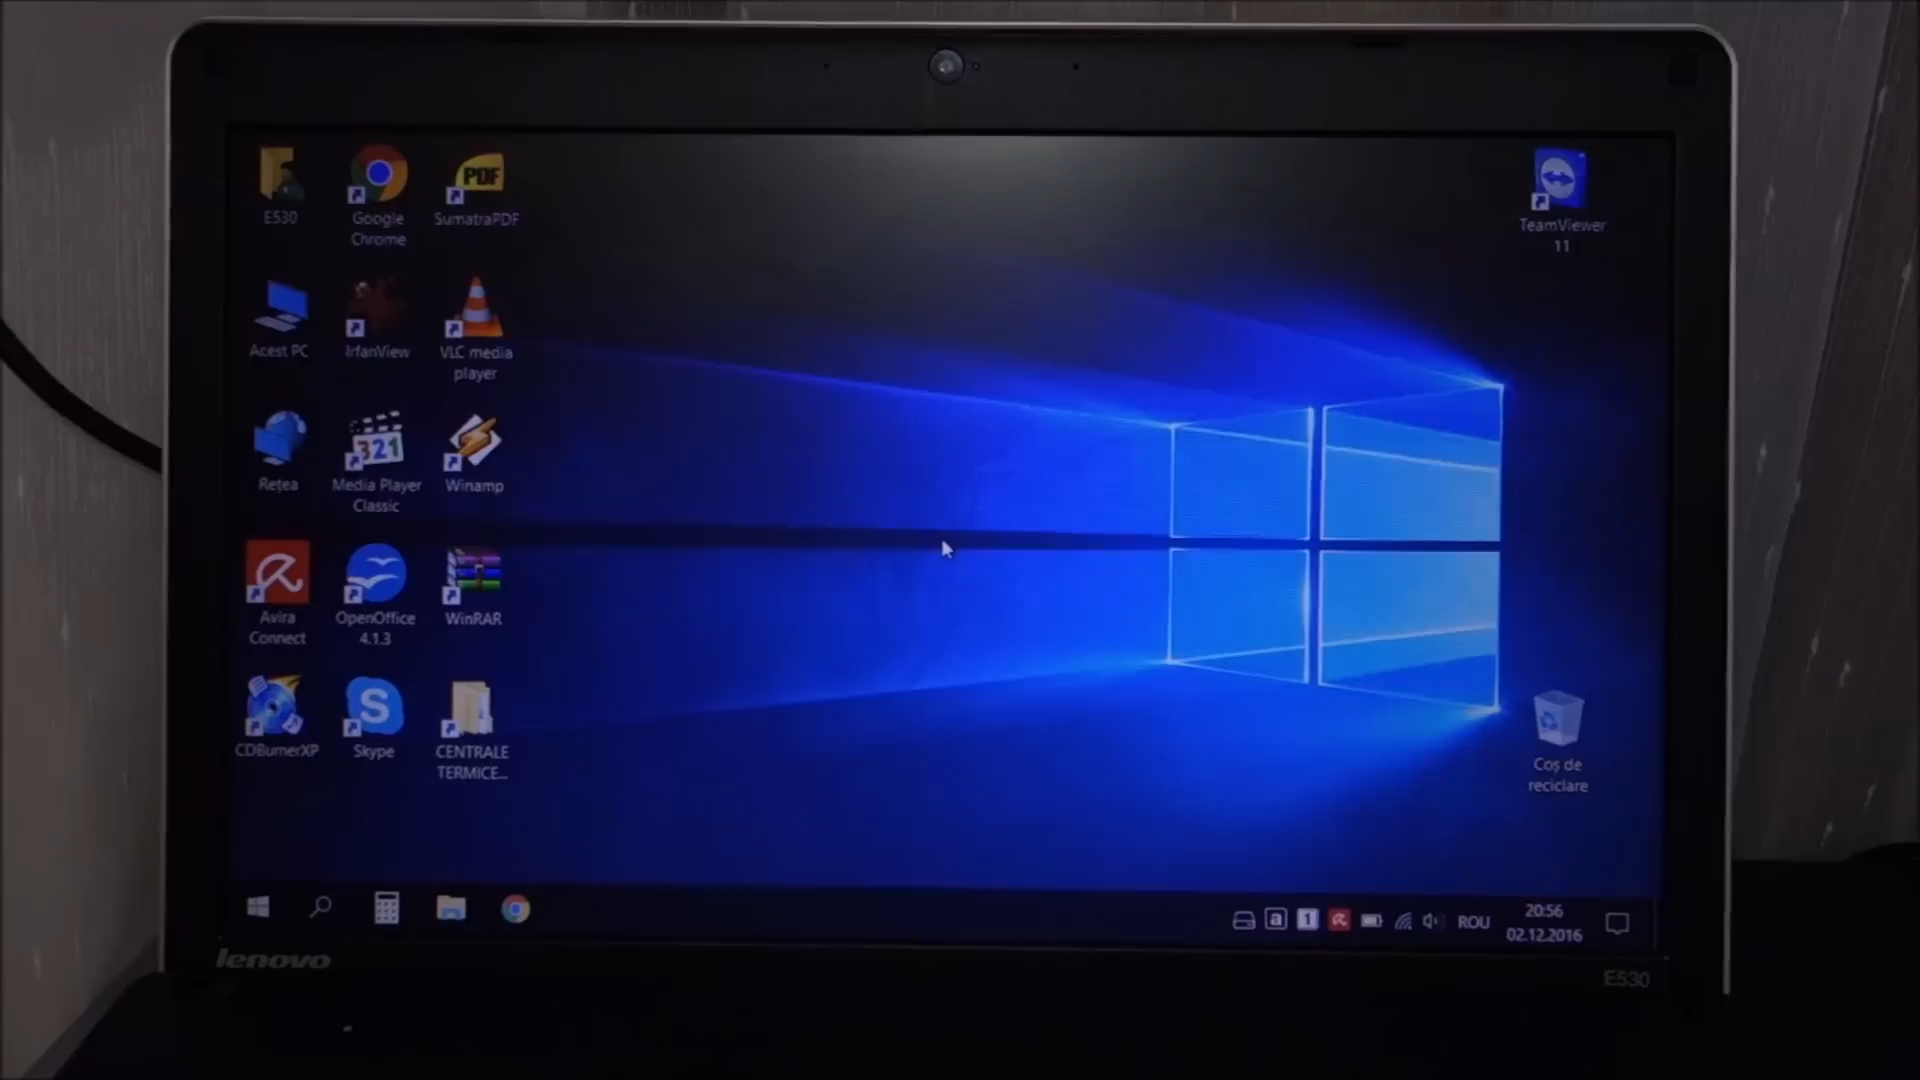 E530
Google
Chrome
PDF
SumatraPDF
TeamViewer
11
Acest PC
IrfanView
VLC media
player
Rețea
321
Media Player
Classic
Winamp
Avira
Connect
OpenOffice
4.1.3
WinRAR
CDBurnerXP
S
Skype
CENTRALE
TERMICE...
Coș de
reciclare
a
1
ROU
20:56
02.12.2016
lenovo
E530